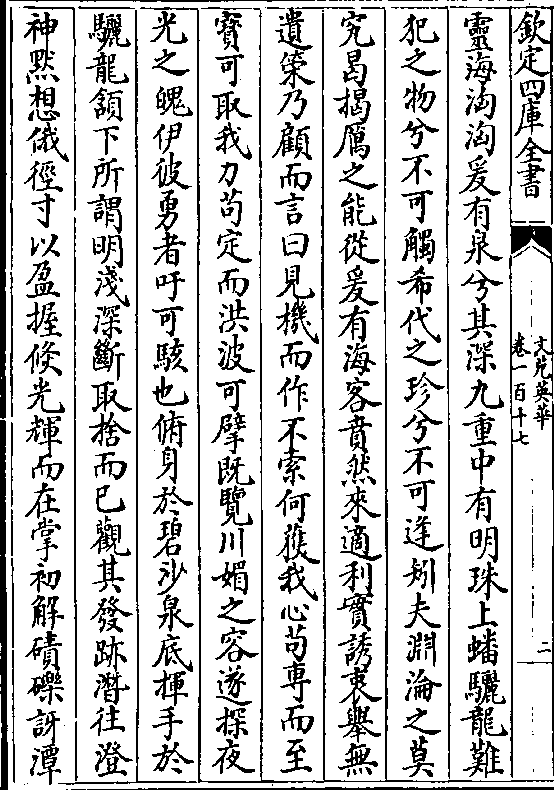 欽定四庫全書
文苑英華
卷一百十七
二
靈海洶洶爰有泉兮其深九重中有明珠上蟠驪龍難
犯之物兮不可觸希代之珍兮不可逢矧夫淵淪之莫
究曷揭厲之能從爰有海客賁然來適利實誘衷舉無
遺策乃顧而言曰見機而作不索何獲我心苟專而至
寳可取我力苟定而洪波可擘既覽川媚之容遂探夜
光之魄伊彼勇者吁可駭也俯身於碧沙泉底揮手於
驪龍頷下所謂明淺深斷取捨而已觀其發跡潛往澄
神黙想俄徑寸以盈握倏光輝而在掌初解磧礫訝潭